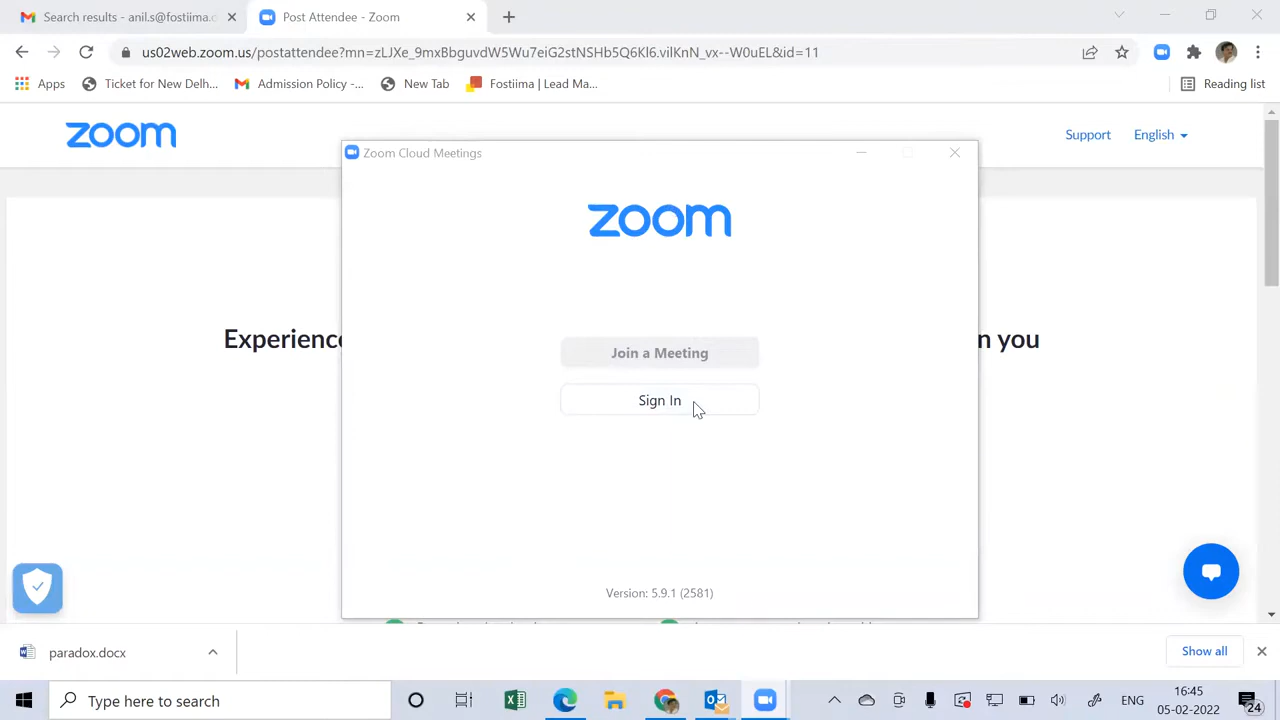 Search results - anil.s@fostiima.
Post Attendee - Zoom
us02web.zoom.us/postattendee?mn=zLJXe_9mxBbguvdW5Wu7eiG2stNSHb5Q6Kl6.vilKnN_vx--W0uEL&id=11
Apps
Ticket for New Delh...
Admission Policy -...
New Tab
Fostiima | Lead Ma...
Reading list
zoom
Support
English
Zoom Cloud Meetings
zoom
Experience
n you
Join a Meeting
Sign In
Version: 5.9.1 (2581)
paradox.docx
Show all
Type here to search
ENG
16:45
05-02-2022
24